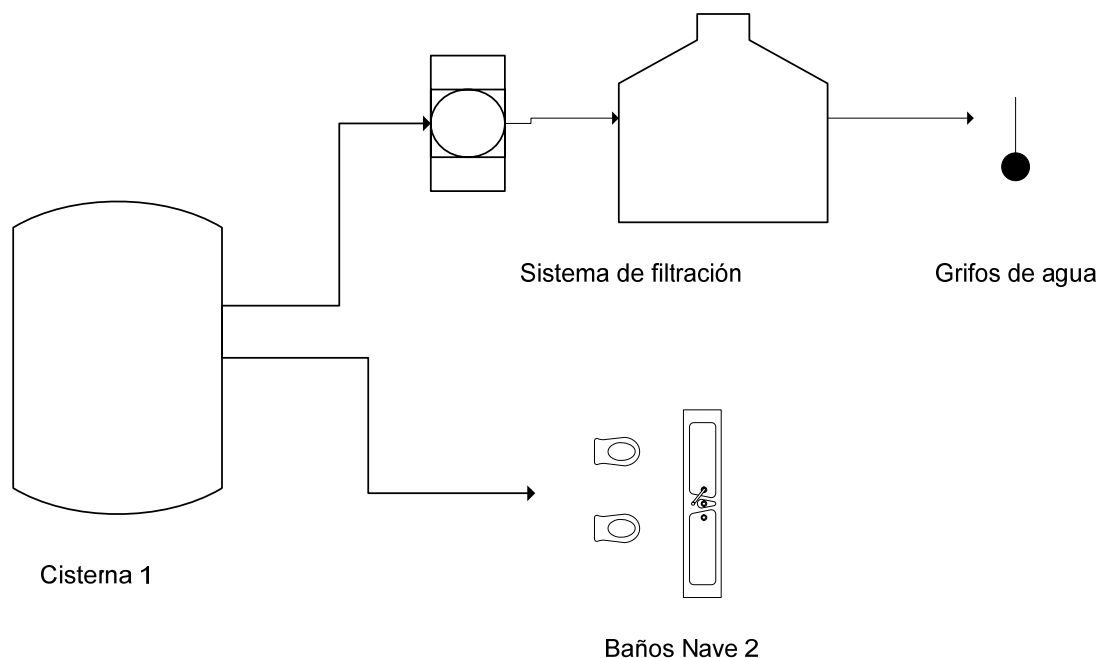 Sistema de filtración
Grifos de agua
Cisterna 1
Baños Nave 2